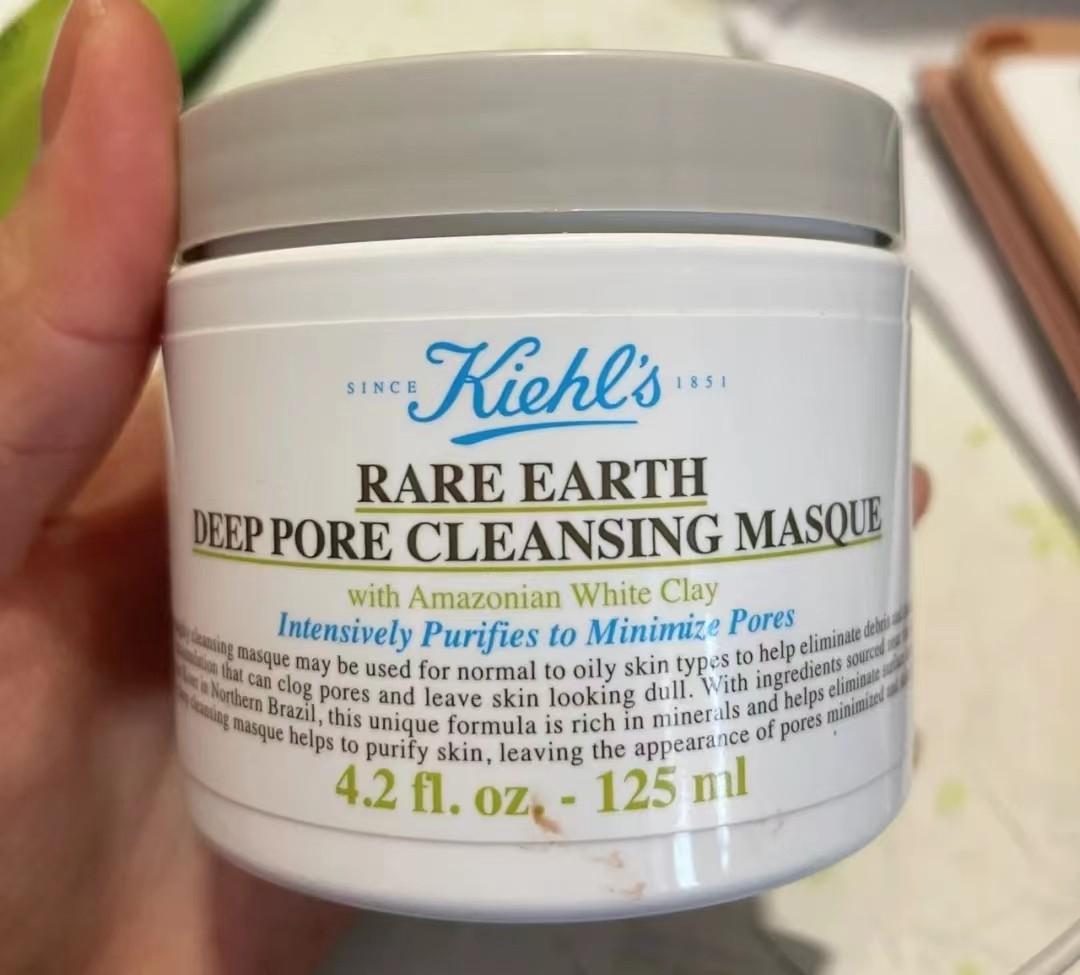 SINCE Kiehl's 1851
RARE EARTH
DEEP PORE CLEANSING MASQUE
with Amazonian White Clay
Intensively Purifies to Minimize Pores
cleansing masque may be used for normal to oily skin types to help eliminate debris
that can clog pores and leave skin looking dull. With ingredients sourced
in Northern Brazil, this unique formula is rich in minerals and helps eliminate
cleansing masque helps to purify skin, leaving the appearance of pores minimized
4.2 fl. oz. - 125 ml